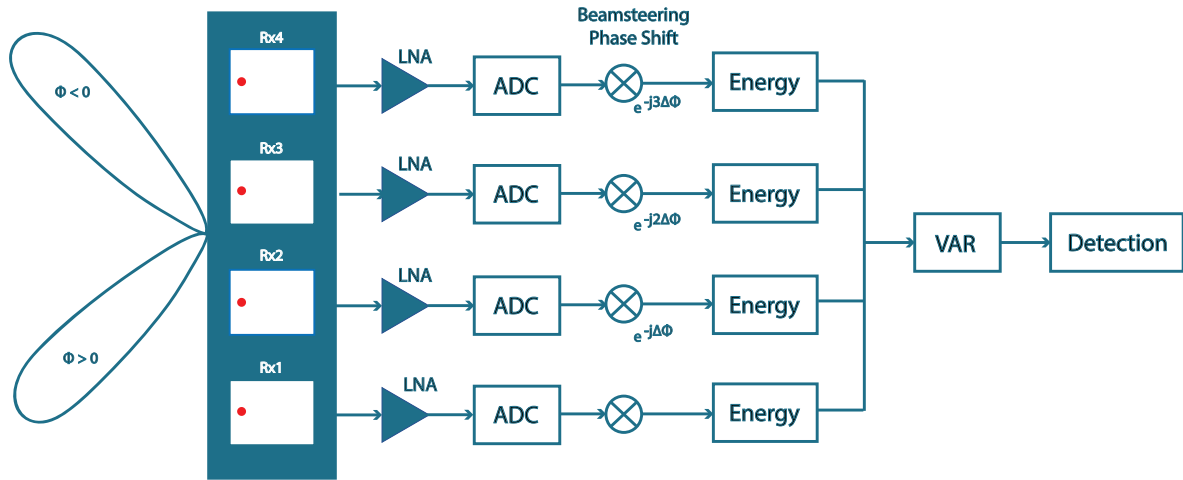 Beamsteering
Phase Shift
Φ < 0
Φ > 0
Rx4
LNA
ADC
e -j3ΔΦ
Energy
Rx3
LNA
ADC
e -j2ΔΦ
Energy
VAR
Detection
Rx2
LNA
ADC
e -jΔΦ
Energy
Rx1
LNA
ADC
Energy